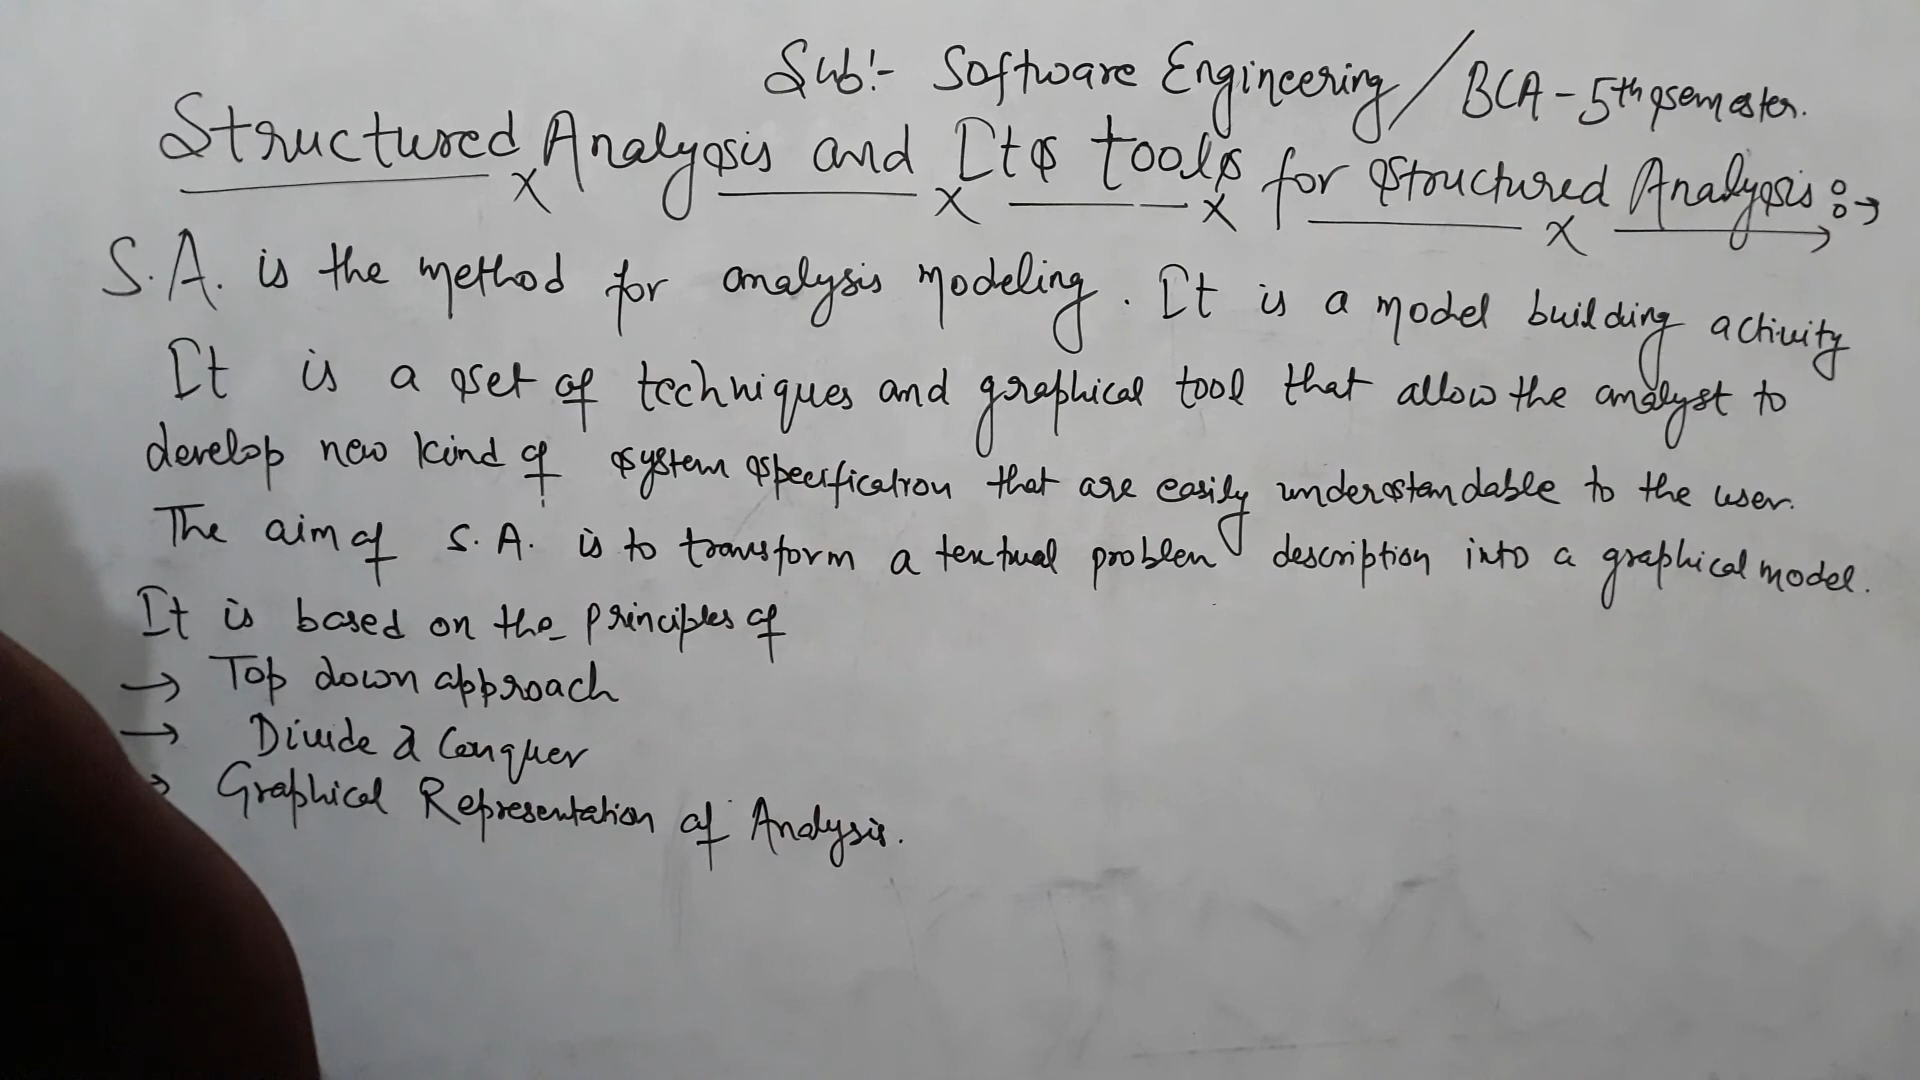 Sub:- Software Engineering / BCA - 5th semester.
Structured Analysis and Its tools for Structured Analysis :→
S.A. is the method for analysis modeling. It is a model building activity
It is a set of techniques and graphical tool that allow the analyst to
develop new kind of system specification that are easily understandable to the user.
The aim of S.A. is to transform a textual problem description into a graphical model.
It is based on the principles of
→ Top down approach
→ Divide & Conquer
→ Graphical Representation of Analysis.